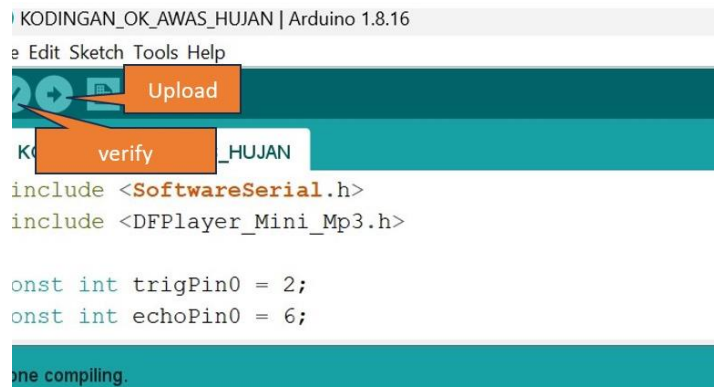 KODINGAN_OK_AWAS_HUJAN | Arduino 1.8.16
e Edit Sketch Tools Help
Upload
verify
_HUJAN
include <SoftwareSerial.h>
include <DFPlayer_Mini_Mp3.h>
onst int trigPin0 = 2;
onst int echoPin0 = 6;
one compiling.